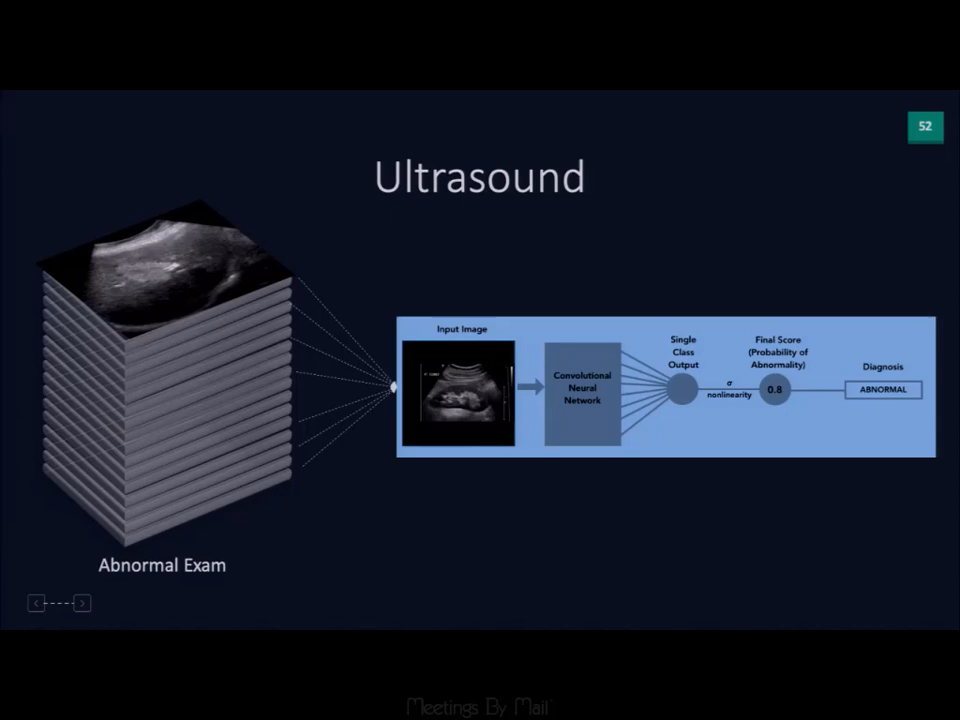 52
Ultrasound
Input Image
Convolutional
Neural
Network
Single
Class
Output
σ
nonlinearity
Final Score
(Probability of
Abnormality)
0.8
Diagnosis
ABNORMAL
Abnormal Exam
Meetings By Mail